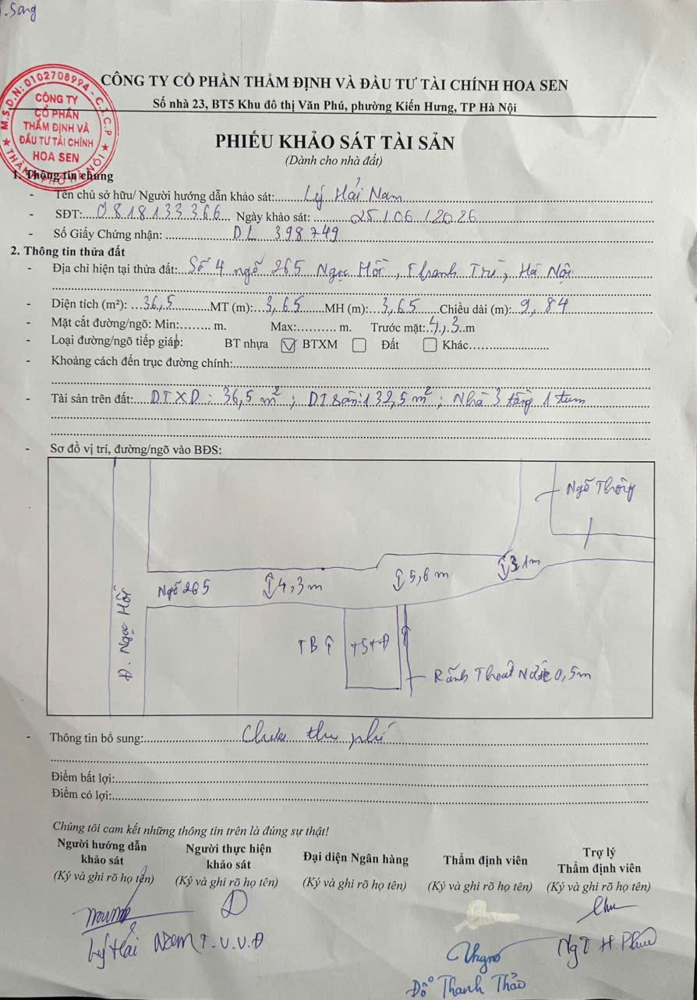 . Song
CÔNG TY CỔ PHẦN THẨM ĐỊNH VÀ ĐẦU TƯ TÀI CHÍNH HOA SEN
Số nhà 23, BT5 Khu đô thị Văn Phú, phường Kiến Hưng, TP Hà Nội
M.S.D.N: 0102708994 - C.T.C.P
CÔNG TY
CỔ PHẦN
THẨM ĐỊNH VÀ
ĐẦU TƯ TÀI CHÍNH
HOA SEN
THÀNH PHỐ HÀ NỘI
PHIẾU KHẢO SÁT TÀI SẢN
(Dành cho nhà đất)
1. Thông tin chung
- Tên chủ sở hữu/ Người hướng dẫn khảo sát: Lý Hải Nam
- SĐT: 0818133366 Ngày khảo sát: 25/06/2026
- Số Giấy Chứng nhận: DL 398749
2. Thông tin thửa đất
- Địa chỉ hiện tại thửa đất: Số 4 ngõ 265 Ngọc Hồi, Thanh Trì, Hà Nội
- Diện tích (m²): 36,5 MT (m): 3,65 MH (m): 3,65 Chiều dài (m): 9,84
- Mặt cắt đường/ngõ: Min:........ m. Max:.......... m. Trước mặt: 4,3 m
- Loại đường/ngõ tiếp giáp: BT nhựa ☑ BTXM ☐ Đất ☐ Khác
- Khoảng cách đến trục đường chính:
- Tài sản trên đất: DTXD: 36,5 m²; DT sàn: 132,5 m²; Nhà 3 tầng 1 tum
- Sơ đồ vị trí, đường/ngõ vào BĐS:
Ngõ Thông
3,1m
Ngõ 265 4,3 m 5,6 m
Đ. Ngọc Hồi
TB TSTĐ
Rãnh Thoát Nước 0,5m
- Thông tin bổ sung: Chưa thu phí
Điểm bất lợi:
Điểm có lợi:
Chúng tôi cam kết những thông tin trên là đúng sự thật!
Người hướng dẫn khảo sát
(Ký và ghi rõ họ tên)
Lý Hải Nam
Người thực hiện khảo sát
(Ký và ghi rõ họ tên)
T.V.V.Đ
Đại diện Ngân hàng
(Ký và ghi rõ họ tên)
Thẩm định viên
(Ký và ghi rõ họ tên)
Đỗ Thanh Thảo
Trợ lý
Thẩm định viên
(Ký và ghi rõ họ tên)